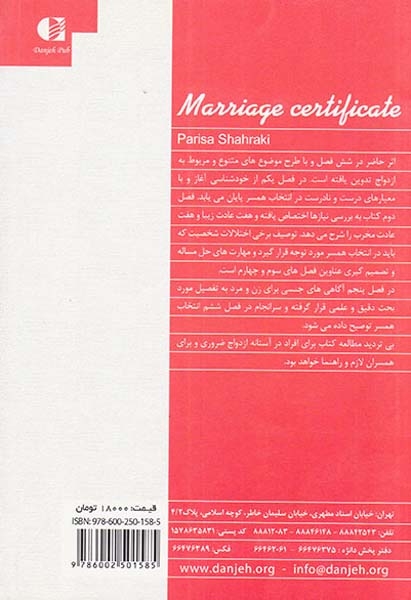 Danjeh Pub
Marriage certificate
Parisa Shahraki
اثر حاضر در شش فصل و با طرح موضوع های متنوع و مربوط به
ازدواج تدوین یافته است. در فصل یکم از خودشناسی آغاز و با
معیارهای درست و نادرست در انتخاب همسر پایان می یابد. فصل
دوم کتاب به بررسی نیازها اختصاص یافته و هفت عادت زیبا و هفت
عادت مخرب را شرح می دهد. توصیف برخی اختلالات شخصیت که
باید در انتخاب همسر مورد توجه قرار گیرد و مهارت های حل مساله
و تصمیم گیری عناوین فصل های سوم و چهارم است.
در فصل پنجم آگاهی های جنسی برای زن و مرد به تفصیل مورد
بحث دقیق و علمی قرار گرفته و سرانجام در فصل ششم انتخاب
همسر توضیح داده می شود.
بی تردید مطالعه کتاب برای افراد در آستانه ازدواج ضروری و برای
همسران لازم و راهنما خواهد بود.
تهران: خیابان استاد مطهری، خیابان سلیمان خاطر، کوچه اسلامی، پلاک۴/۲
تلفن: ۸۸۸۴۲۵۴۳ - ۸۸۸۴۶۱۴۸ - ۸۸۸۱۲۰۸۳ کد پستی: ۱۵۷۸۶۳۵۸۳۱
دفتر پخش دانژه : ۶۶۴۷۶۳۷۵ - ۶۶۴۶۲۰۶۱ فکس: ۶۶۴۷۶۳۸۹
www.danjeh.org - info@danjeh.org
قیمت: ۱۸۰۰۰ تومان
ISBN: 978-600-250-158-5
9 786002 501585